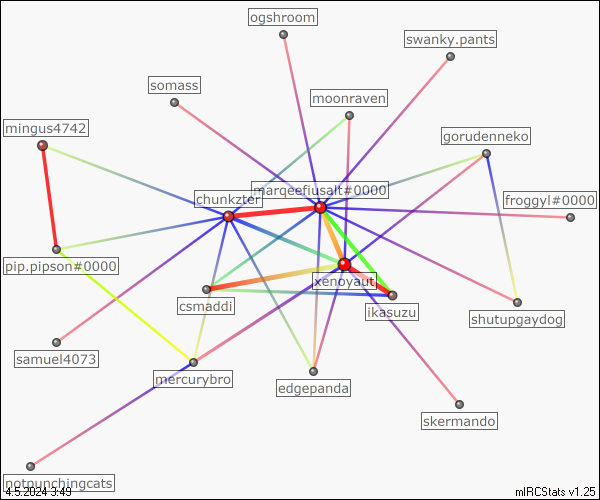 ogshroom
swanky.pants
somass
moonraven
mingus4742
gorudenneko
marqeefiusalt#0000
chunkzter
froggyl#0000
pip.pipson#0000
xenoyaut
csmaddi
ikasuzu
shutupgaydog
samuel4073
mercurybro
edgepanda
skermando
notpunchingcats
4.5.2024 3:49
mIRCStats v1.25